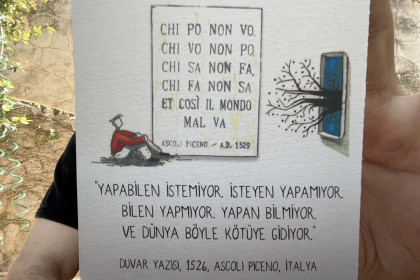 CHI PO NON VO,
CHI VO NON PO,
CHI SA NON FA,
CHI FA NON SA
ET COSÌ IL MONDO
MAL VA
ASCOLI PICENO - A.D. 1529
"YAPABİLEN İSTEMİYOR. İSTEYEN YAPAMIYOR.
BİLEN YAPMIYOR. YAPAN BİLMİYOR.
VE DÜNYA BÖYLE KÖTÜYE GİDİYOR."
DUVAR YAZISI, 1526, ASCOLI PICENO, İTALYA